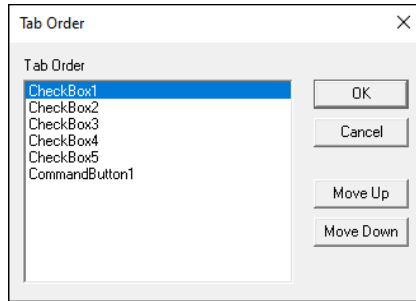 Tab Order
Tab Order
CheckBox1
CheckBox2
CheckBox3
CheckBox4
CheckBox5
CommandButton1
OK
Cancel
Move Up
Move Down